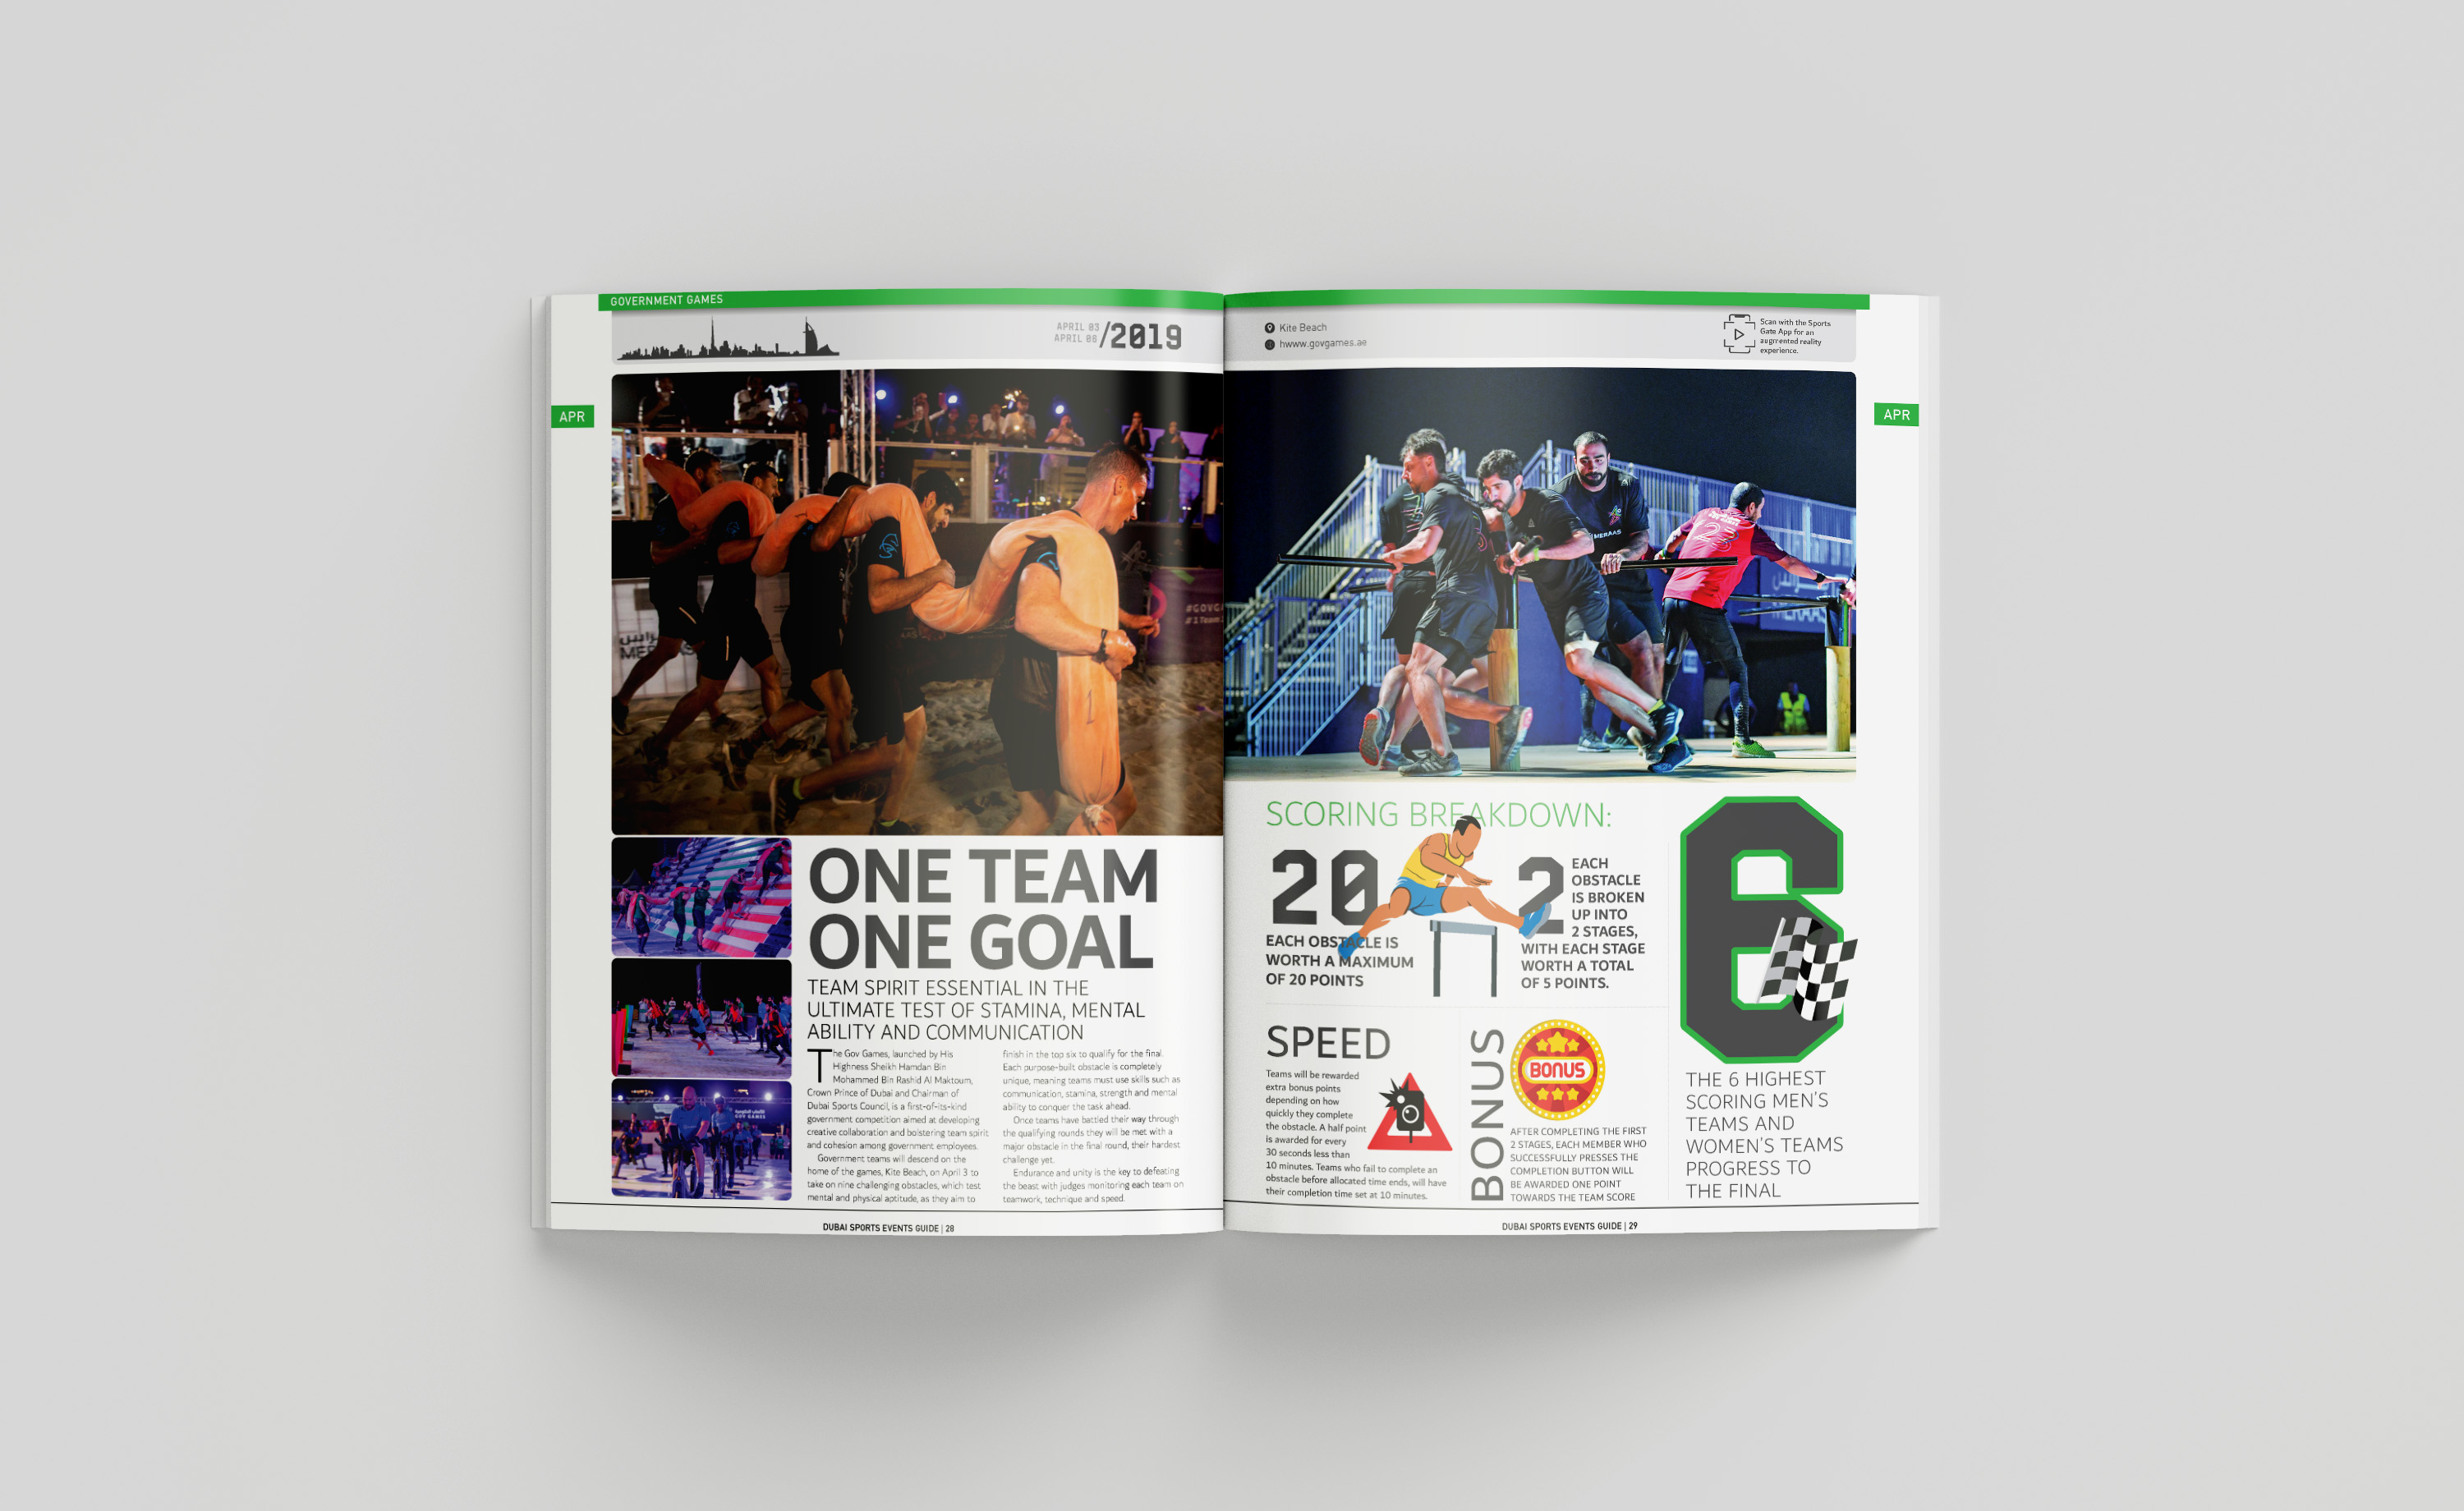 GOVERNMENT GAMES
APRIL 03
APRIL 08
/2019
APR
ONE TEAM
ONE GOAL
TEAM SPIRIT ESSENTIAL IN THE
ULTIMATE TEST OF STAMINA, MENTAL
ABILITY AND COMMUNICATION
The Gov Games, launched by His
Highness Sheikh Hamdan Bin
Mohammed Bin Rashid Al Maktoum,
Crown Prince of Dubai and Chairman of
Dubai Sports Council, is a first-of-its-kind
government competition aimed at developing
creative collaboration and bolstering team spirit
and cohesion among government employees.
Government teams will descend on the
home of the games, Kite Beach, on April 3 to
take on nine challenging obstacles, which test
mental and physical aptitude, as they aim to
finish in the top six to qualify for the final.
Each purpose-built obstacle is completely
unique, meaning teams must use skills such as
communication, stamina, strength and mental
ability to conquer the task ahead.
Once teams have battled their way through
the qualifying rounds they will be met with a
major obstacle in the final round, their hardest
challenge yet.
Endurance and unity is the key to defeating
the beast with judges monitoring each team on
teamwork, technique and speed.
DUBAI SPORTS EVENTS GUIDE | 28
Kite Beach
hwww.govgames.ae
Scan with the Sports
Gate App for an
augmented reality
experience.
APR
MERAAS
23
SCORING BREAKDOWN:
20
EACH OBSTACLE IS
WORTH A MAXIMUM
OF 20 POINTS
2
EACH
OBSTACLE
IS BROKEN
UP INTO
2 STAGES,
WITH EACH STAGE
WORTH A TOTAL
OF 5 POINTS.
SPEED
Teams will be rewarded
extra bonus points
depending on how
quickly they complete
the obstacle. A half point
is awarded for every
30 seconds less than
10 minutes. Teams who fail to complete an
obstacle before allocated time ends, will have
their completion time set at 10 minutes.
BONUS
BONUS
AFTER COMPLETING THE FIRST
2 STAGES, EACH MEMBER WHO
SUCCESSFULLY PRESSES THE
COMPLETION BUTTON WILL
BE AWARDED ONE POINT
TOWARDS THE TEAM SCORE
6
THE 6 HIGHEST
SCORING MEN'S
TEAMS AND
WOMEN'S TEAMS
PROGRESS TO
THE FINAL
DUBAI SPORTS EVENTS GUIDE | 29